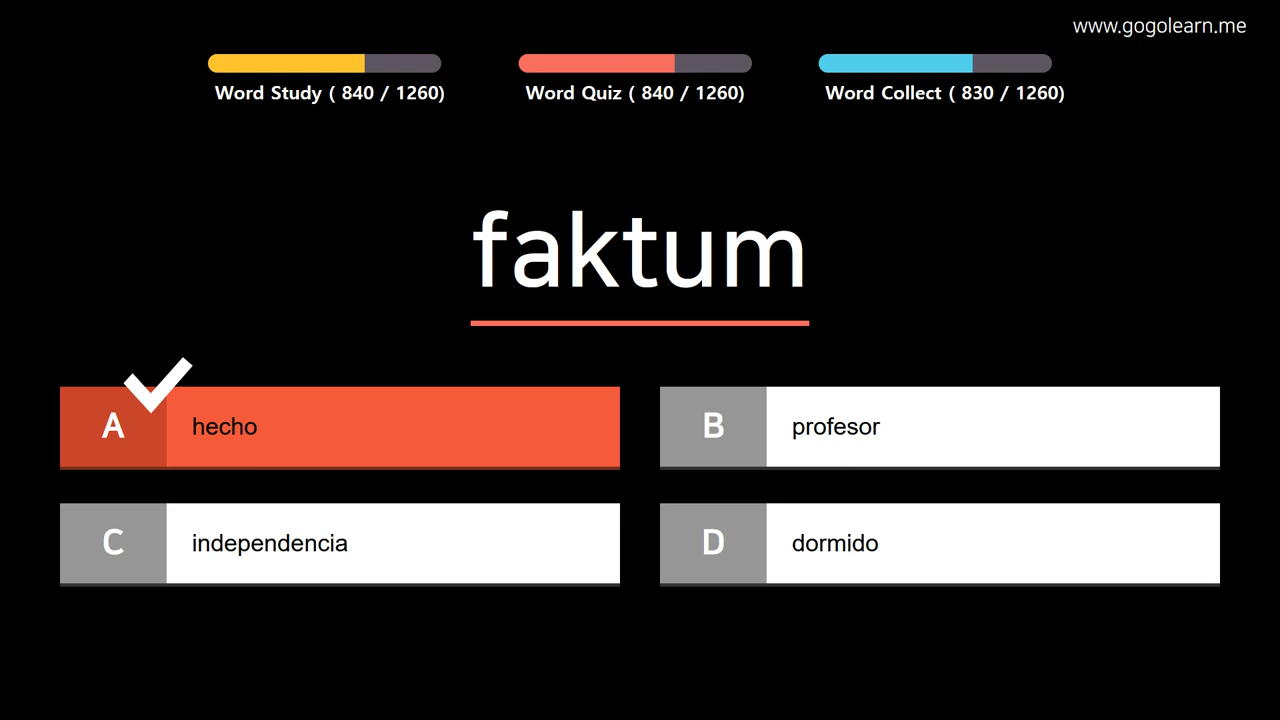 www.gogolearn.me
Word Study ( 840 / 1260)
Word Quiz ( 840 / 1260)
Word Collect ( 830 / 1260)
faktum
A hecho
B profesor
C independencia
D dormido